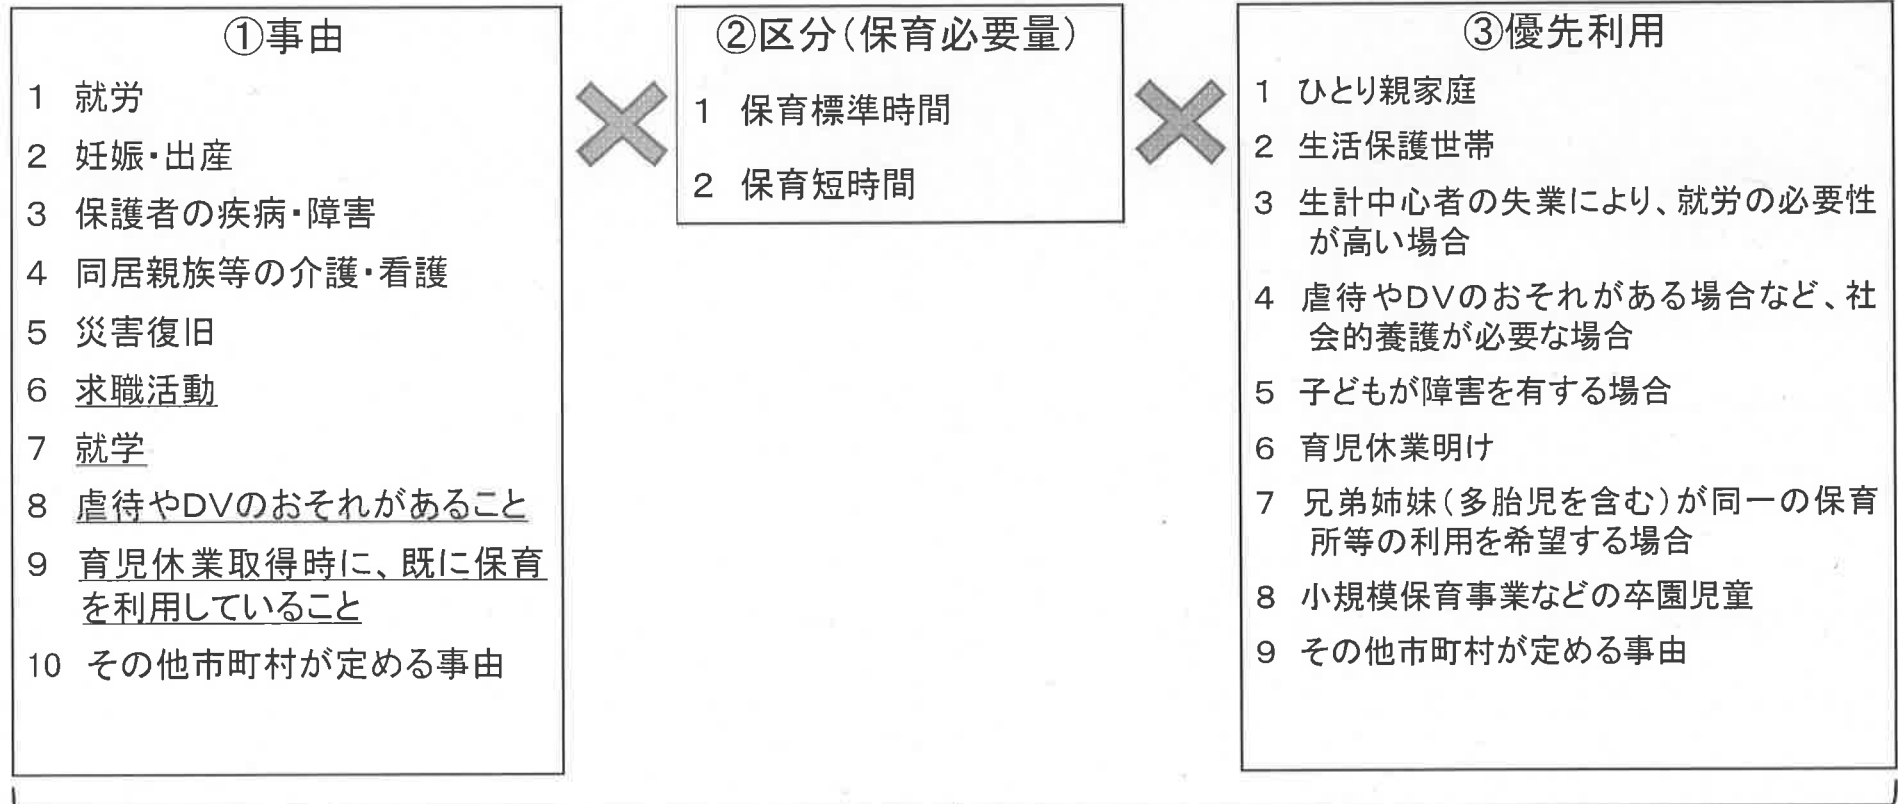 ①事由
1 就労
2 妊娠・出産
3 保護者の疾病・障害
4 同居親族等の介護・看護
5 災害復旧
6 求職活動
7 就学
8 虐待やDVのおそれがあること
9 育児休業取得時に、既に保育
を利用していること
10 その他市町村が定める事由
②区分(保育必要量)
1 保育標準時間
2 保育短時間
③優先利用
1 ひとり親家庭
2 生活保護世帯
3 生計中心者の失業により、就労の必要性
が高い場合
4 虐待やDVのおそれがある場合など、社
会的養護が必要な場合
5 子どもが障害を有する場合
6 育児休業明け
7 兄弟姉妹(多胎児を含む)が同一の保育
所等の利用を希望する場合
8 小規模保育事業などの卒園児童
9 その他市町村が定める事由